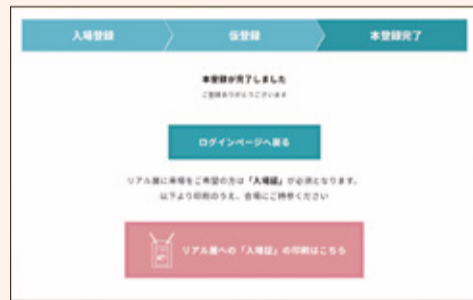 入場登録
仮登録
本登録完了
本登録が完了しました
ご登録ありがとうございます
ログインページへ戻る
リアル展に来場をご希望の方は「入場証」が必須となります。
以下より印刷のうえ、会場にご持参ください
リアル展への「入場証」の印刷はこちら